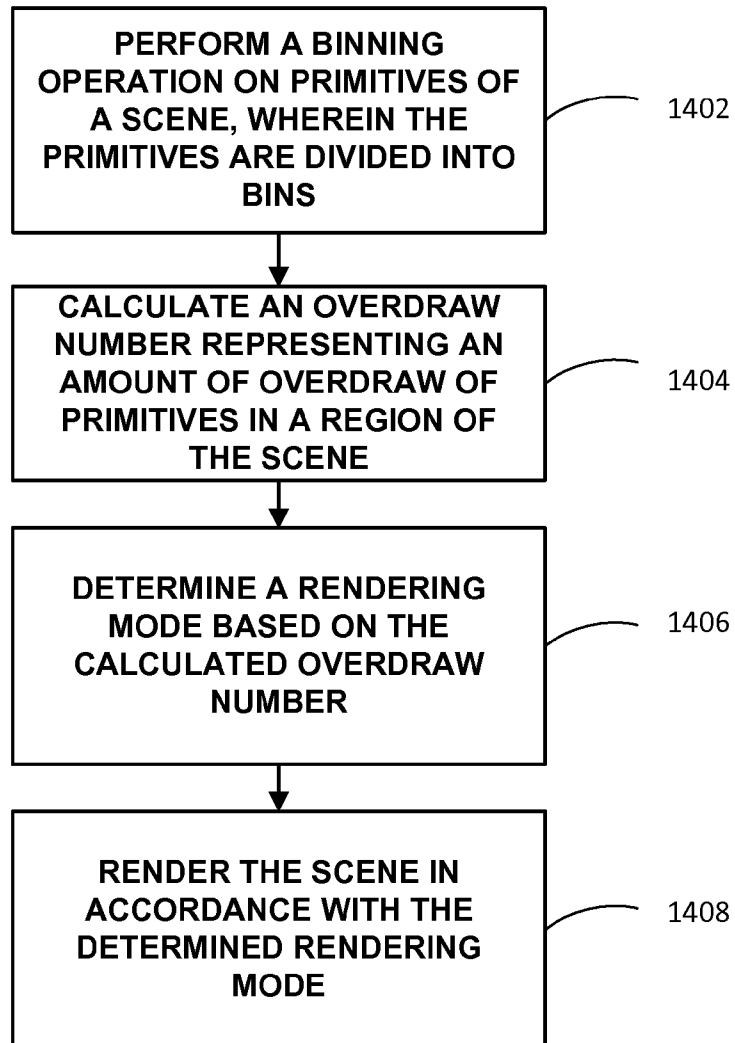 PERFORM A BINNING
OPERATION ON PRIMITIVES OF
A SCENE, WHEREIN THE
PRIMITIVES ARE DIVIDED INTO
BINS
1402
CALCULATE AN OVERDRAW
NUMBER REPRESENTING AN
AMOUNT OF OVERDRAW OF
PRIMITIVES IN A REGION OF
THE SCENE
1404
DETERMINE A RENDERING
MODE BASED ON THE
CALCULATED OVERDRAW
NUMBER
1406
RENDER THE SCENE IN
ACCORDANCE WITH THE
DETERMINED RENDERING
MODE
1408